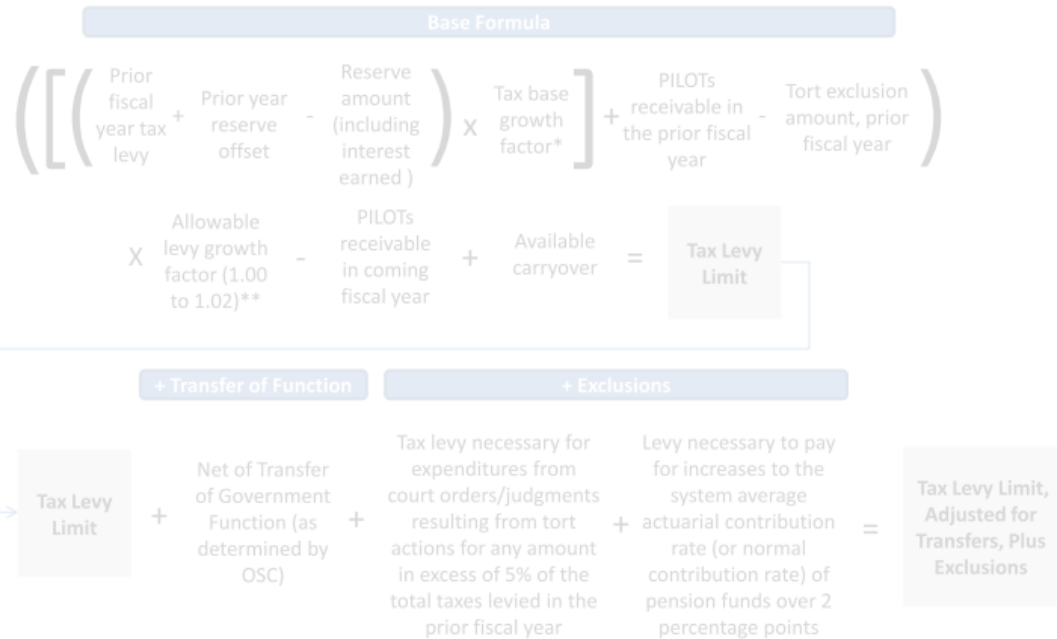 Base Formula
( [ ( Prior fiscal year tax levy + Prior year reserve offset - Reserve amount (including interest earned ) ) x Tax base growth factor* ] + PILOTs receivable in the prior fiscal year - Tort exclusion amount, prior fiscal year )
X Allowable levy growth factor (1.00 to 1.02)** - PILOTs receivable in coming fiscal year + Available carryover = Tax Levy Limit
+ Transfer of Function
+ Exclusions
Tax Levy Limit + Net of Transfer of Government Function (as determined by OSC) + Tax levy necessary for expenditures from court orders/judgments resulting from tort actions for any amount in excess of 5% of the total taxes levied in the prior fiscal year + Levy necessary to pay for increases to the system average actuarial contribution rate (or normal contribution rate) of pension funds over 2 percentage points = Tax Levy Limit, Adjusted for Transfers, Plus Exclusions